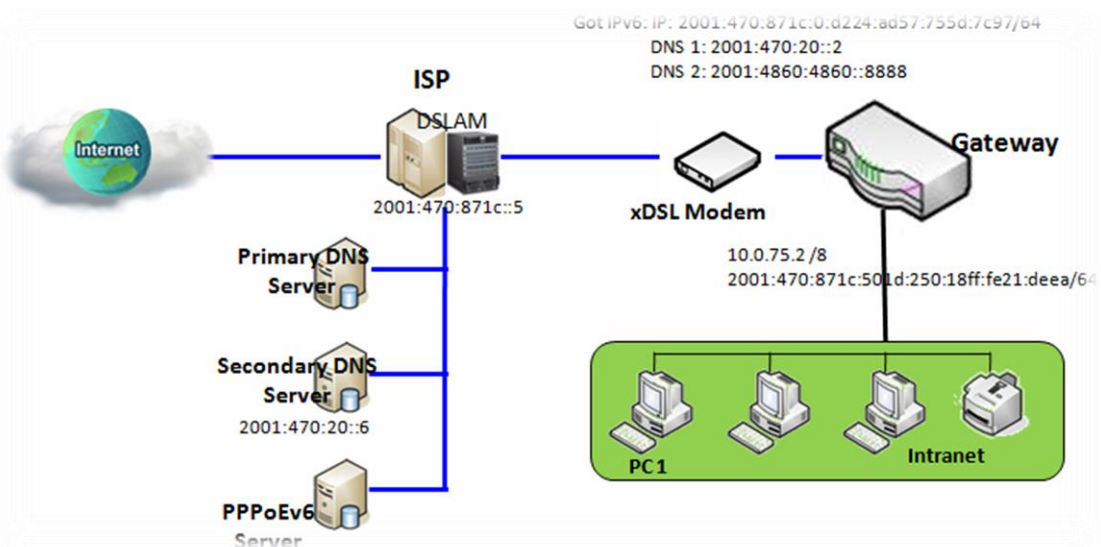 Got IPv6: IP: 2001:470:871c:0:d224:ad57:755d:7c97/64
DNS 1: 2001:470:20::2
DNS 2: 2001:4860:4860::8888
ISP
DSLAM
Internet
Gateway
2001:470:871c::5
xDSL Modem
Primary DNS
Server
10.0.75.2 /8
2001:470:871c:501d:250:18ff:fe21:deea/64
Secondary DNS
Server
2001:470:20::6
PC1
Intranet
PPPoEv6
Server